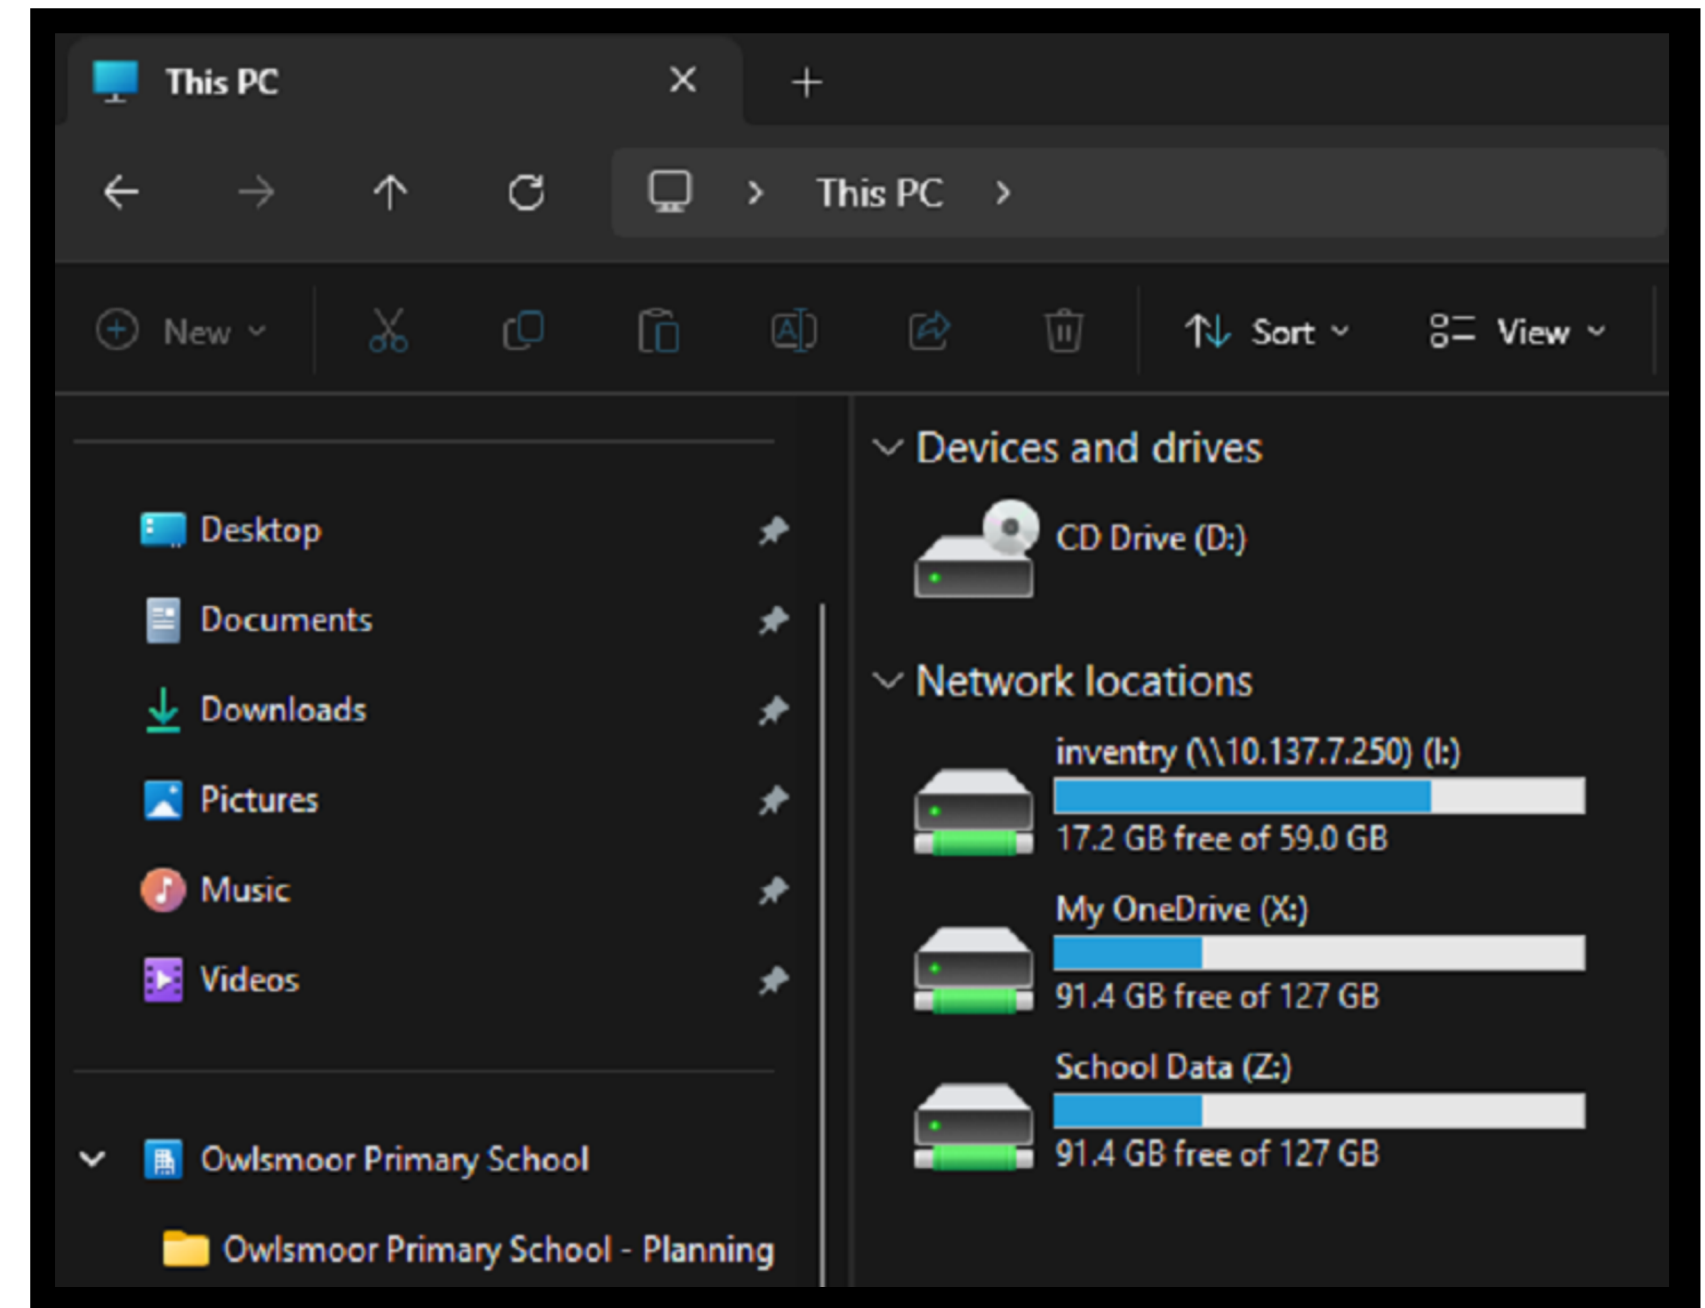 This PC
This PC
New
Sort
View
Desktop
Documents
Downloads
Pictures
Music
Videos
Owlsmoor Primary School
Owlsmoor Primary School - Planning
Devices and drives
CD Drive (D:)
Network locations
inventry (\\10.137.7.250) (I:)
17.2 GB free of 59.0 GB
My OneDrive (X:)
91.4 GB free of 127 GB
School Data (Z:)
91.4 GB free of 127 GB